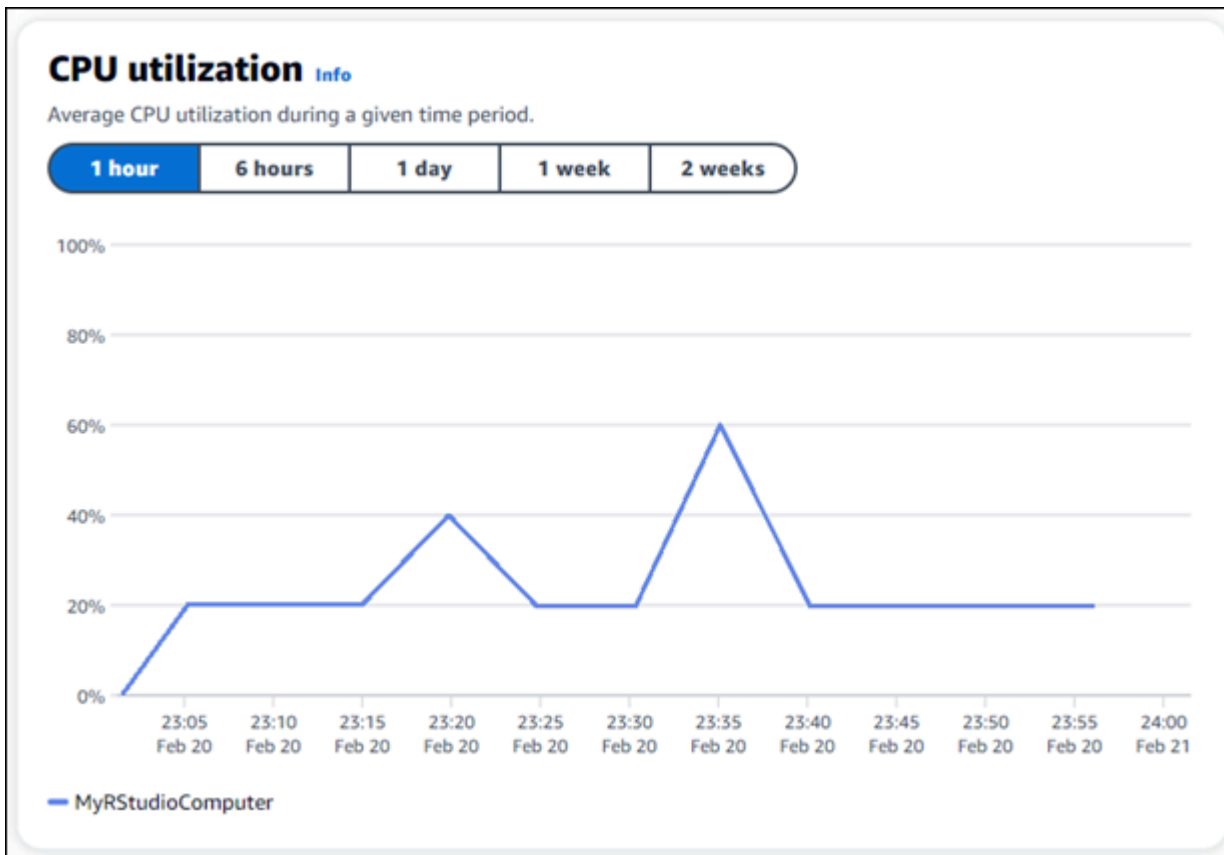 CPU utilization Info
Average CPU utilization during a given time period.
1 hour 6 hours 1 day 1 week 2 weeks
100%
80%
60%
40%
20%
0%
23:05 23:10 23:15 23:20 23:25 23:30 23:35 23:40 23:45 23:50 23:55 24:00
Feb 20 Feb 20 Feb 20 Feb 20 Feb 20 Feb 20 Feb 20 Feb 20 Feb 20 Feb 20 Feb 20 Feb 21
MyRStudioComputer